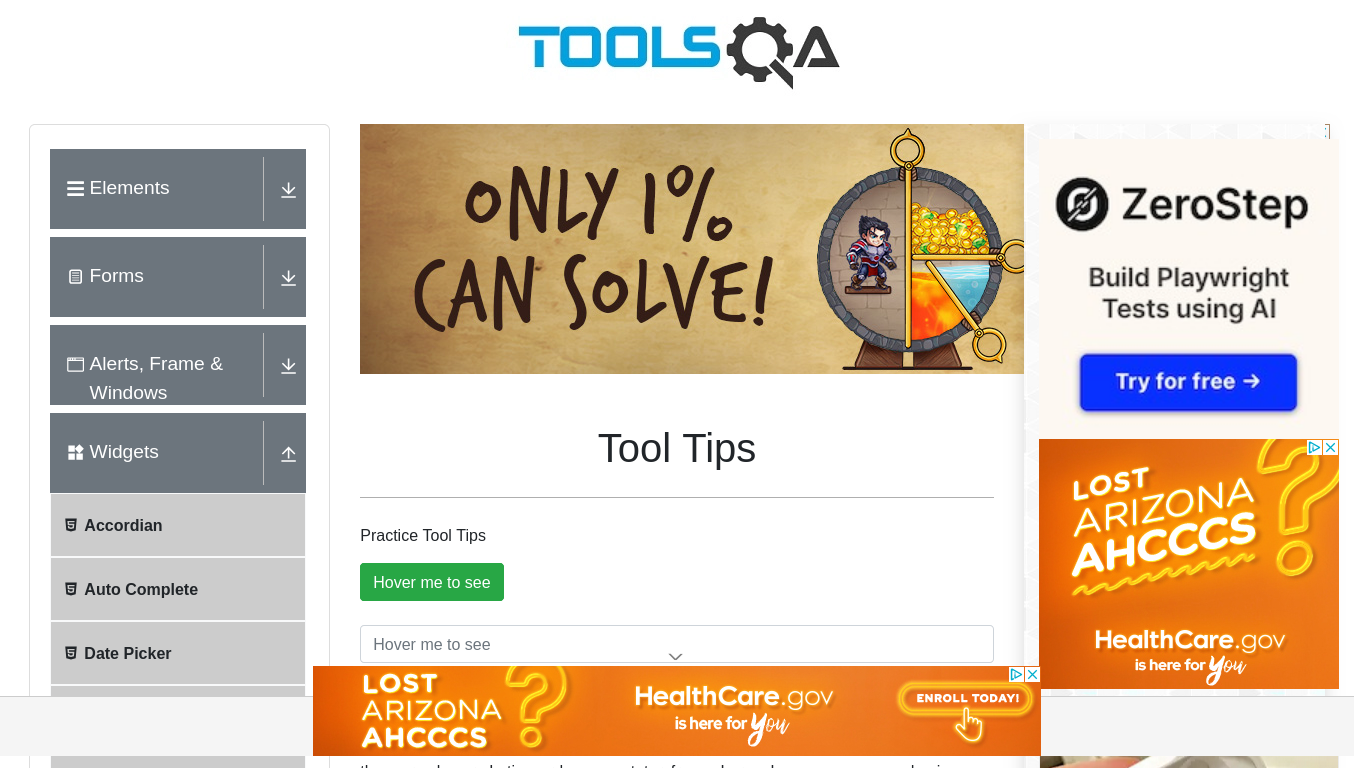 TOOLSQA
Elements
Forms
Alerts, Frame &
Windows
Widgets
Accordian
Auto Complete
Date Picker
ONLY 1%
CAN SOLVE!
Tool Tips
Practice Tool Tips
Hover me to see
Hover me to see
ZeroStep
Build Playwright
Tests using AI
Try for free →
LOST
ARIZONA
AHCCCS?
HealthCare.gov
is here for You
LOST
ARIZONA
AHCCCS?
HealthCare.gov
is here for You
ENROLL TODAY!